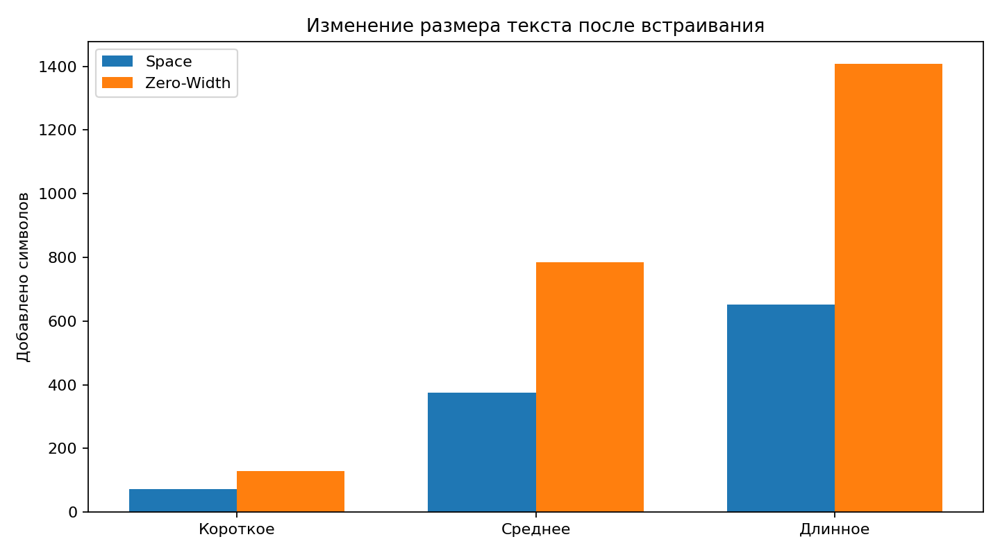 Изменение размера текста после встраивания
Space
Zero-Width
Добавлено символов
1400
1200
1000
800
600
400
200
0
Короткое
Среднее
Длинное